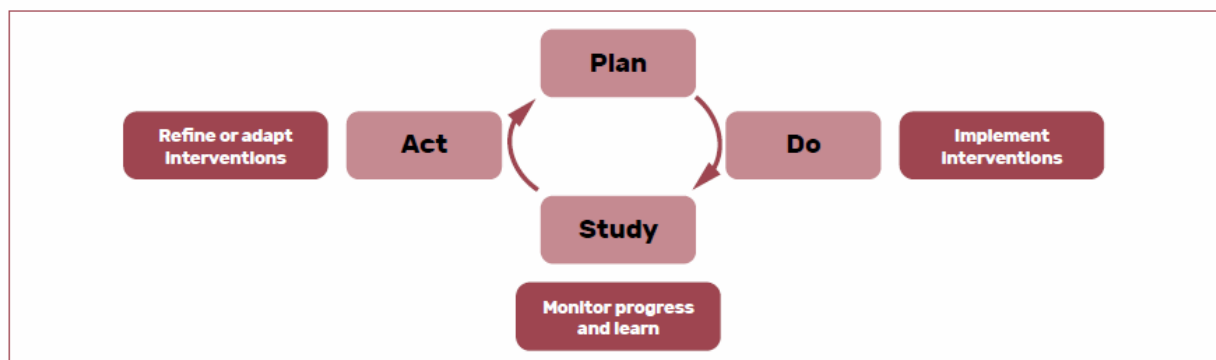 Plan
Refine or adapt
interventions
Act
Do
Implement
interventions
Study
Monitor progress
and learn